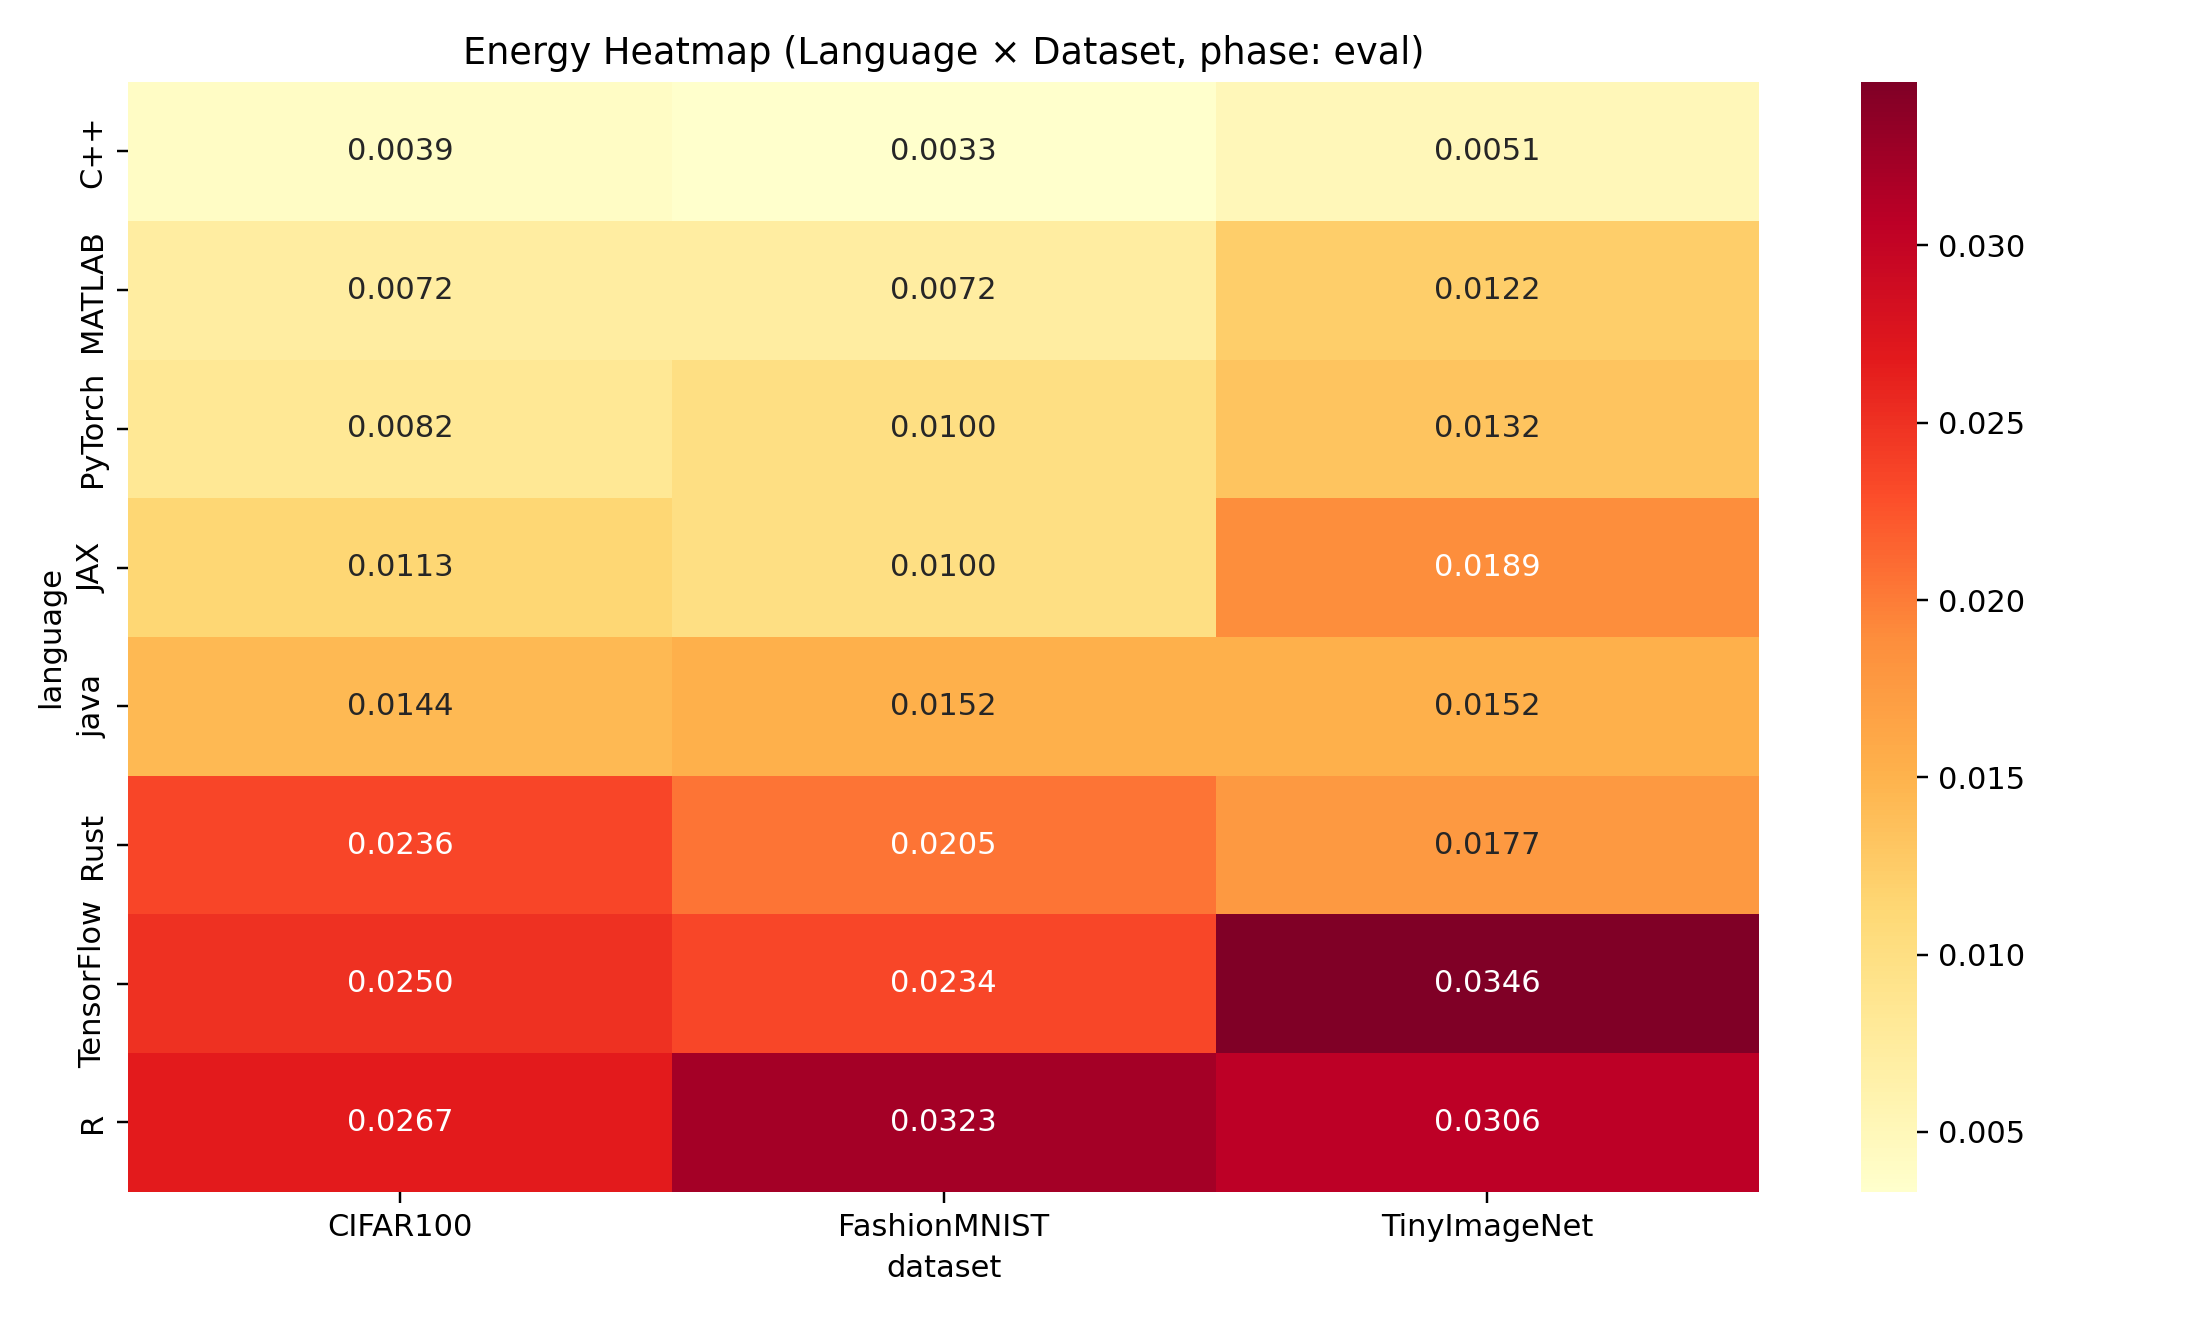 Energy Heatmap (Language × Dataset, phase: eval)
language
C++ 0.0039 0.0033 0.0051
MATLAB 0.0072 0.0072 0.0122
PyTorch 0.0082 0.0100 0.0132
JAX 0.0113 0.0100 0.0189
java 0.0144 0.0152 0.0152
Rust 0.0236 0.0205 0.0177
TensorFlow 0.0250 0.0234 0.0346
R 0.0267 0.0323 0.0306
CIFAR100 FashionMNIST TinyImageNet
dataset
0.030
0.025
0.020
0.015
0.010
0.005